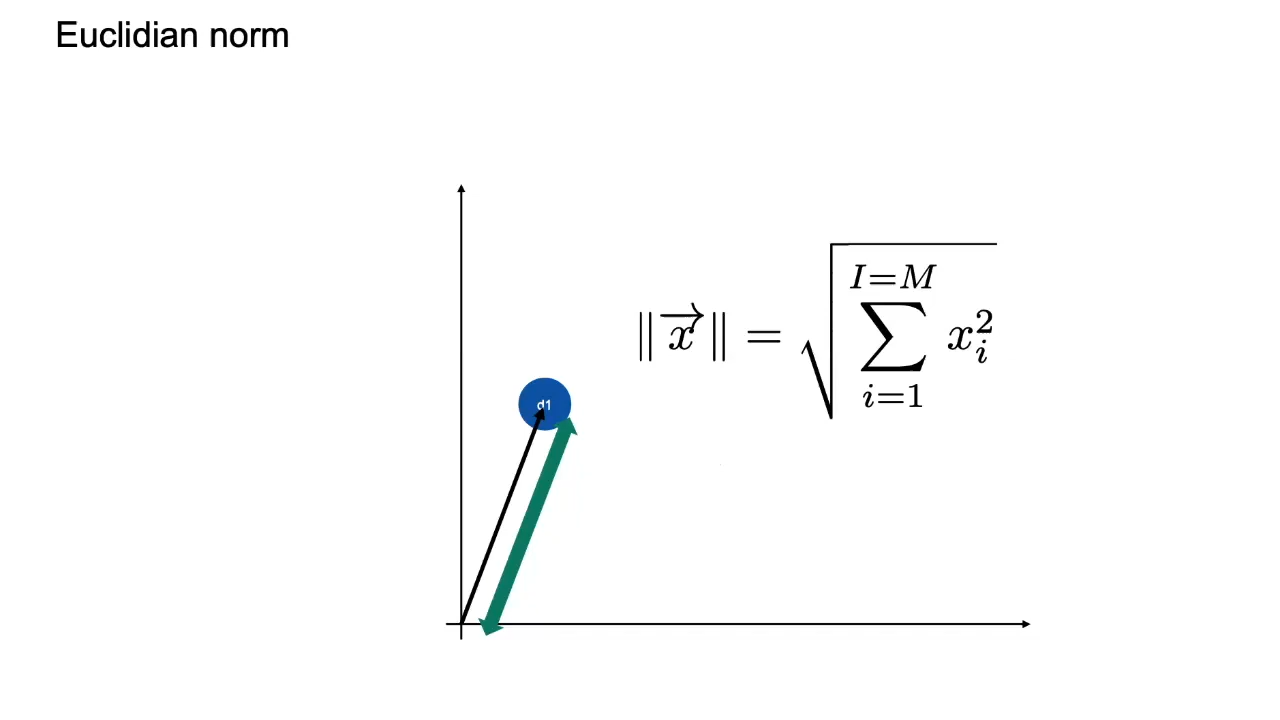 Euclidian norm
‖x⃗‖ = √(∑_{i=1}^{I=M} x_i^2)
d1